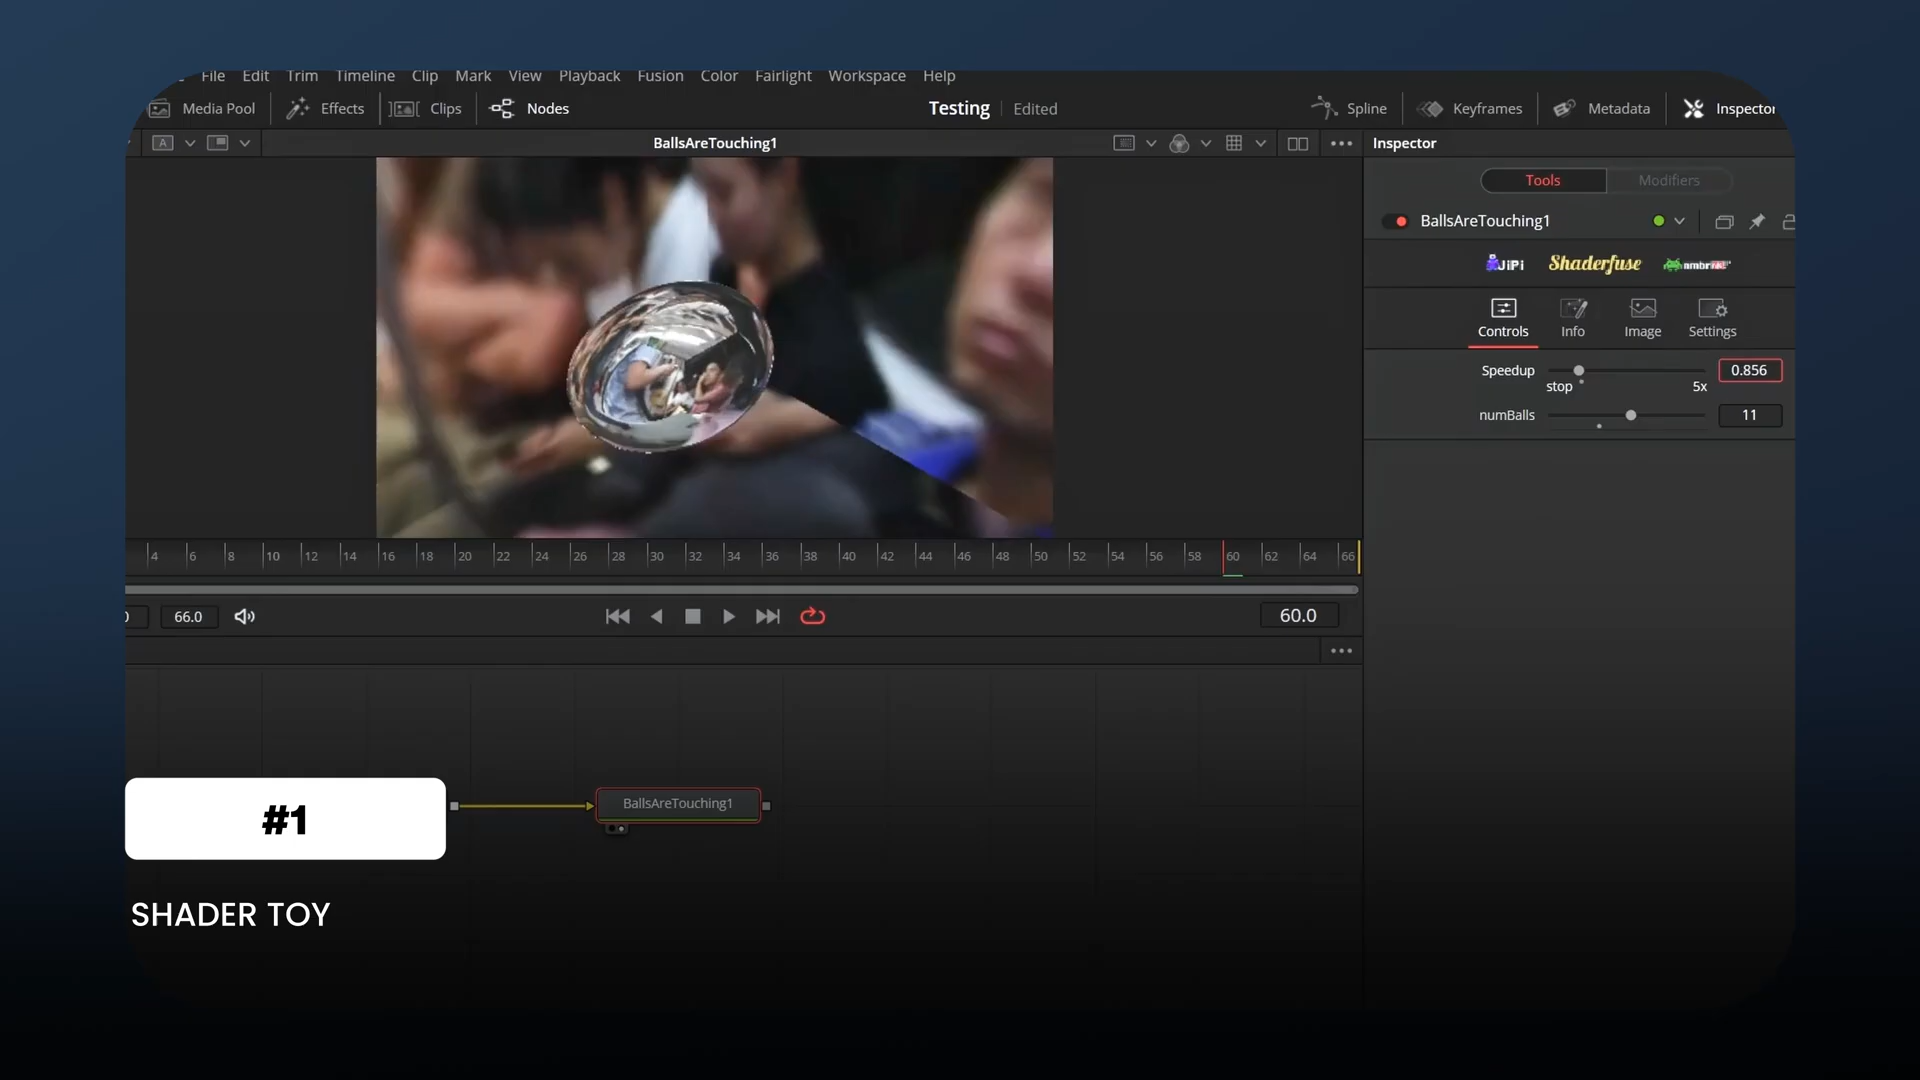 File Edit Trim Timeline Clip Mark View Playback Fusion Color Fairlight Workspace Help
Media Pool Effects Clips Nodes Testing Edited Spline Keyframes Metadata Inspector
A BallsAreTouching1 Inspector
Tools Modifiers
BallsAreTouching1
JiPi Shaderfuse
Controls Info Image Settings
Speedup 0.856
stop 5x
numBalls 11
4 6 8 10 12 14 16 18 20 22 24 26 28 30 32 34 36 38 40 42 44 46 48 50 52 54 56 58 60 62 64 66
66.0 60.0
BallsAreTouching1
#1
SHADER TOY